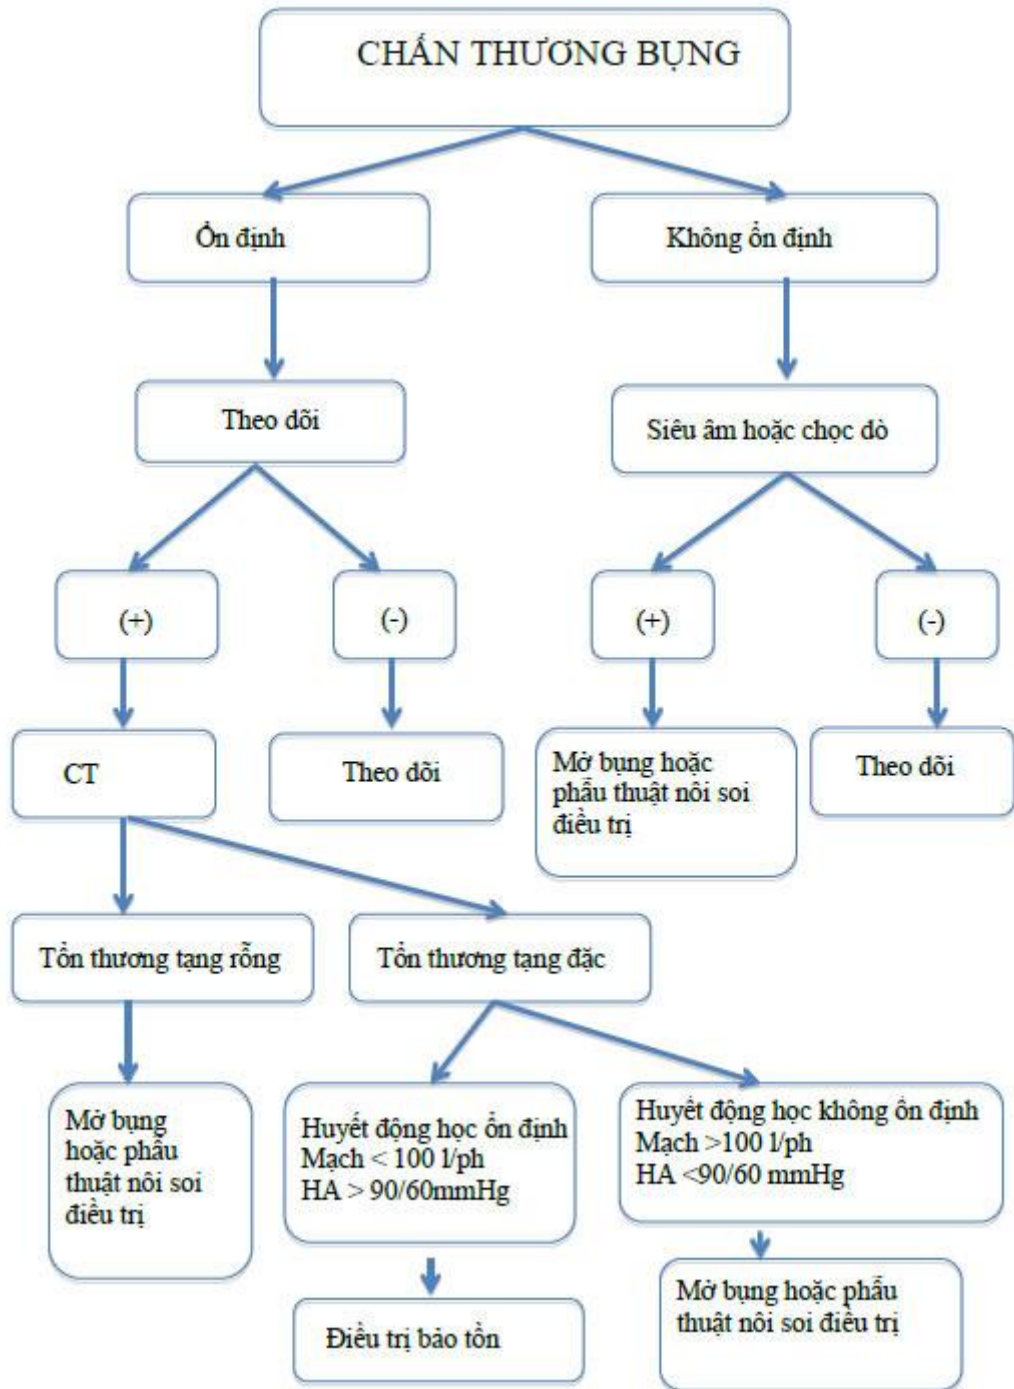 CHẤN THƯƠNG BỤNG
Ổn định
Không ổn định
Theo dõi
Siêu âm hoặc chọc dò
(+)
(-)
(+)
(-)
CT
Theo dõi
Mở bụng hoặc
phẫu thuật nôi soi
điều trị
Theo dõi
Tổn thương tạng rỗng
Tổn thương tạng đặc
Mở bụng
hoặc phẫu
thuật nôi soi
điều trị
Huyết động học ổn định
Mạch < 100 l/ph
HA > 90/60mmHg
Huyết động học không ổn định
Mạch >100 l/ph
HA <90/60 mmHg
Điều trị bảo tồn
Mở bụng hoặc phẫu
thuật nôi soi điều trị